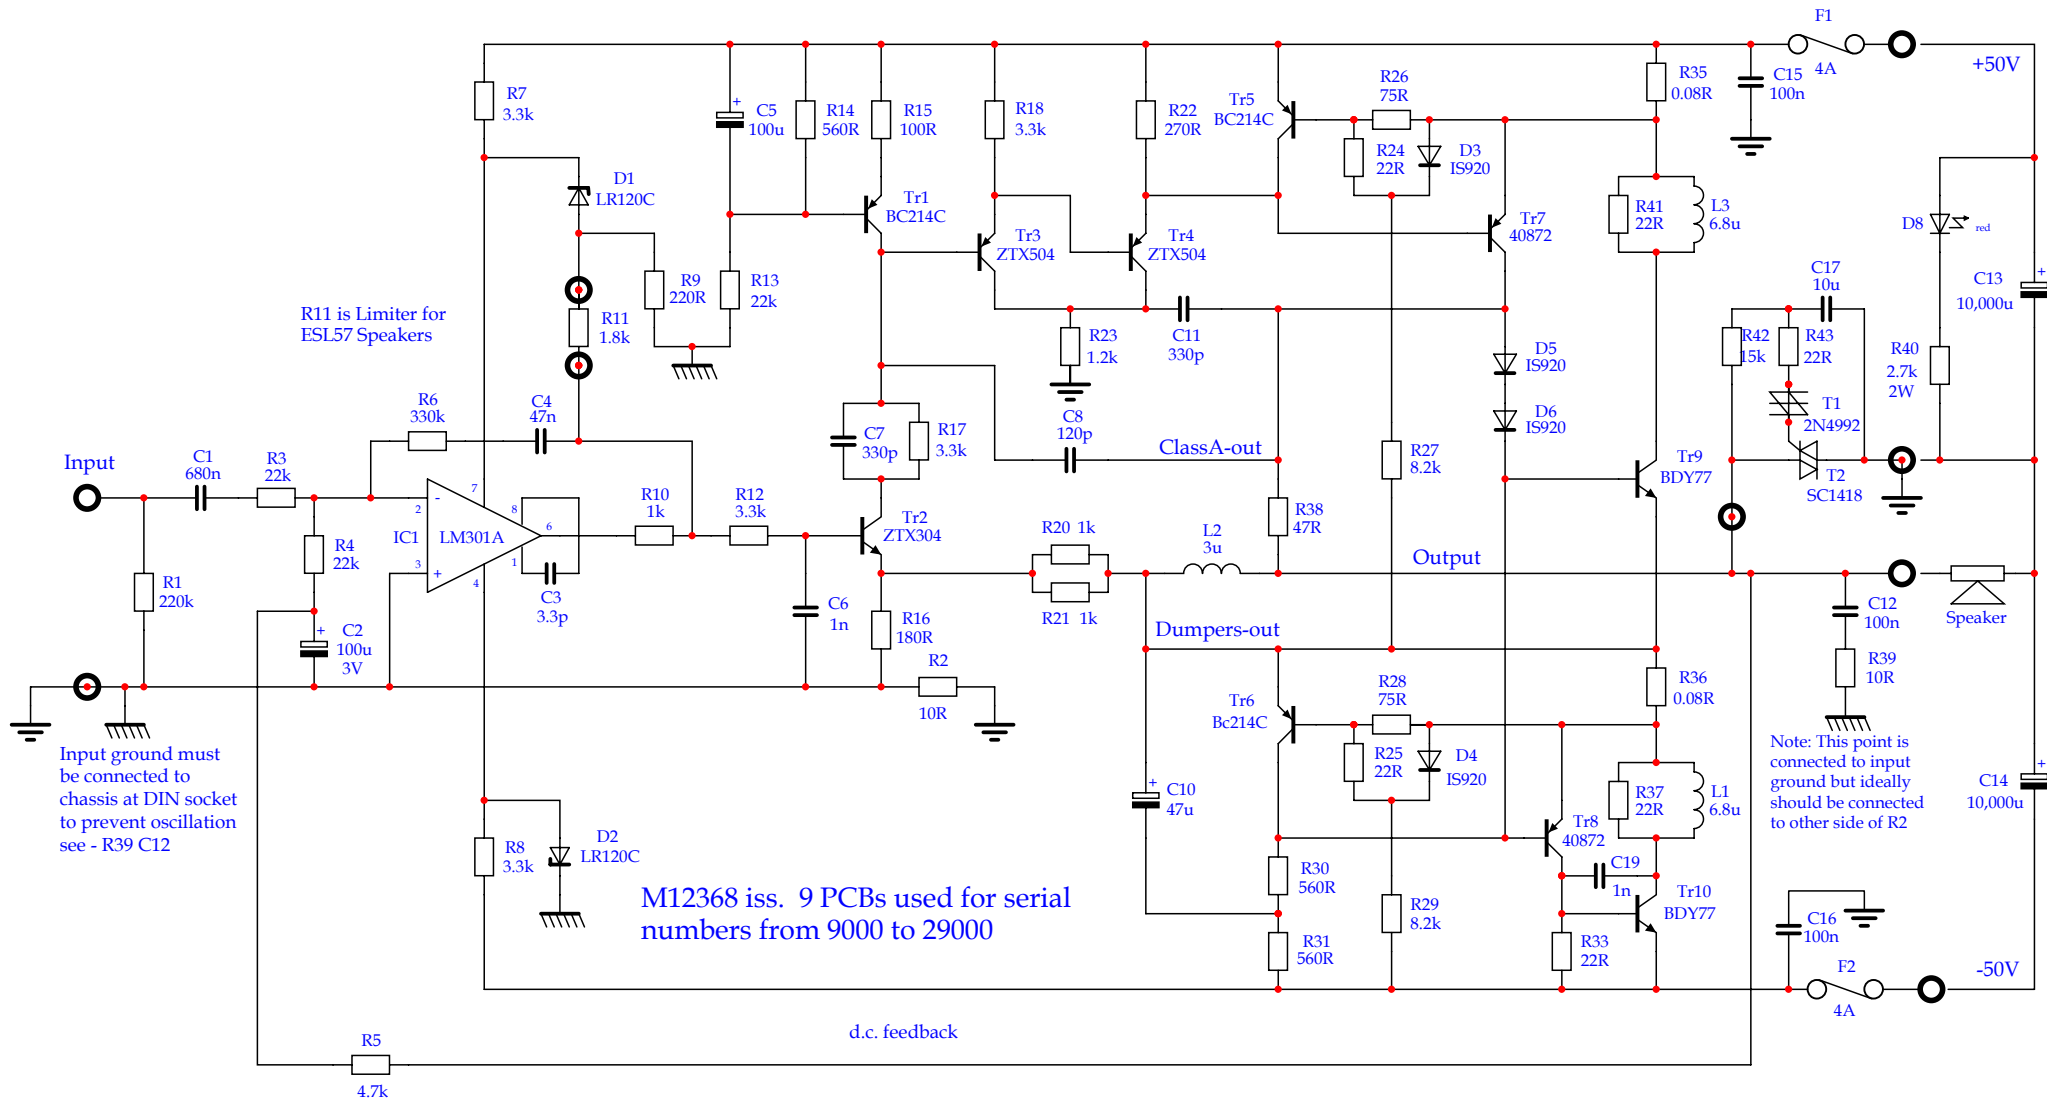 F1
4A
+50V
R7
3.3k
C5
100u
+
R14
560R
R15
100R
R18
3.3k
R22
270R
Tr5
BC214C
R26
75R
R24
22R
D3
IS920
R35
0.08R
C15
100n
D1
LR120C
Tr1
BC214C
Tr3
ZTX504
Tr4
ZTX504
Tr7
40872
R41
22R
L3
6.8u
D8
red
R9
220R
R13
22k
C17
10u
C13
10,000u
+
R11 is Limiter for
ESL57 Speakers
R11
1.8k
R23
1.2k
C11
330p
D5
IS920
R42
15k
R43
22R
R40
2.7k
2W
T1
2N4992
R6
330k
C4
47n
C7
330p
R17
3.3k
C8
120p
ClassA-out
D6
IS920
R27
8.2k
Tr9
BDY77
T2
SC1418
Input
C1
680n
R3
22k
7
-
2
8
IC1
LM301A
6
3
+
1
4
R10
1k
R12
3.3k
Tr2
ZTX304
R38
47R
R20 1k
L2
3u
Output
R4
22k
R1
220k
C3
3.3p
C6
1n
R16
180R
R21 1k
C12
100n
Speaker
+
C2
100u
3V
Dumpers-out
R2
10R
R39
10R
R36
0.08R
Tr6
Bc214C
R28
75R
R25
22R
D4
IS920
Input ground must
be connected to
chassis at DIN socket
to prevent oscillation
see - R39 C12
Note: This point is
connected to input
ground but ideally
should be connected
to other side of R2
+
C10
47u
R37
22R
L1
6.8u
C14
10,000u
+
R8
3.3k
D2
LR120C
Tr8
40872
R30
560R
C19
1n
Tr10
BDY77
M12368 iss. 9 PCBs used for serial
numbers from 9000 to 29000
R29
8.2k
R31
560R
R33
22R
C16
100n
F2
4A
-50V
d.c. feedback
R5
4.7k